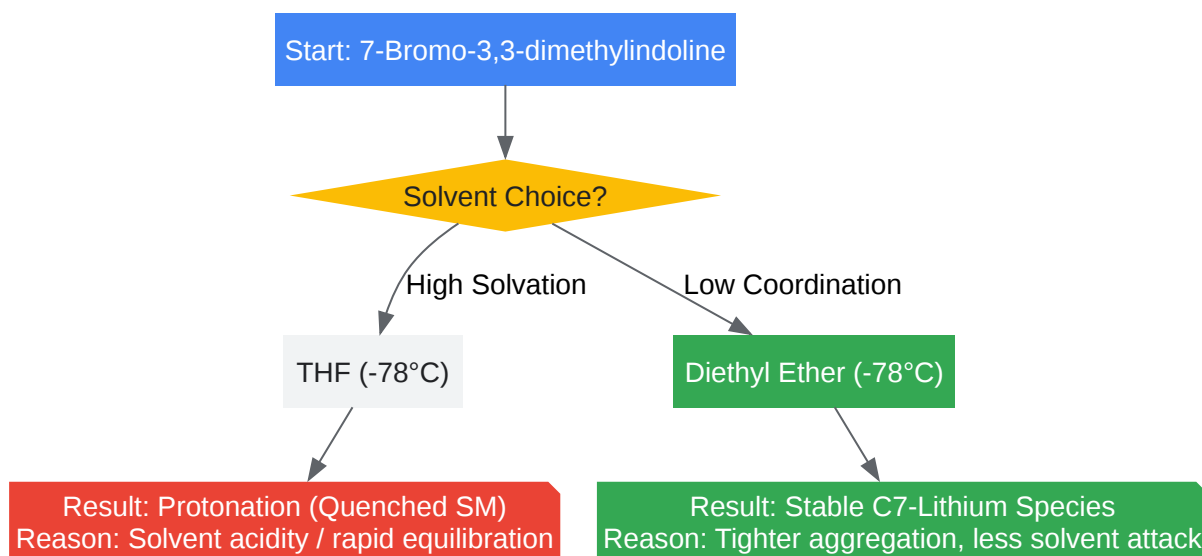 Start: 7-Bromo-3,3-dimethylindoline
Solvent Choice?
High Solvation
Low Coordination
THF (-78°C)
Diethyl Ether (-78°C)
Result: Protonation (Quenched SM)
Reason: Solvent acidity / rapid equilibration
Result: Stable C7-Lithium Species
Reason: Tighter aggregation, less solvent attack